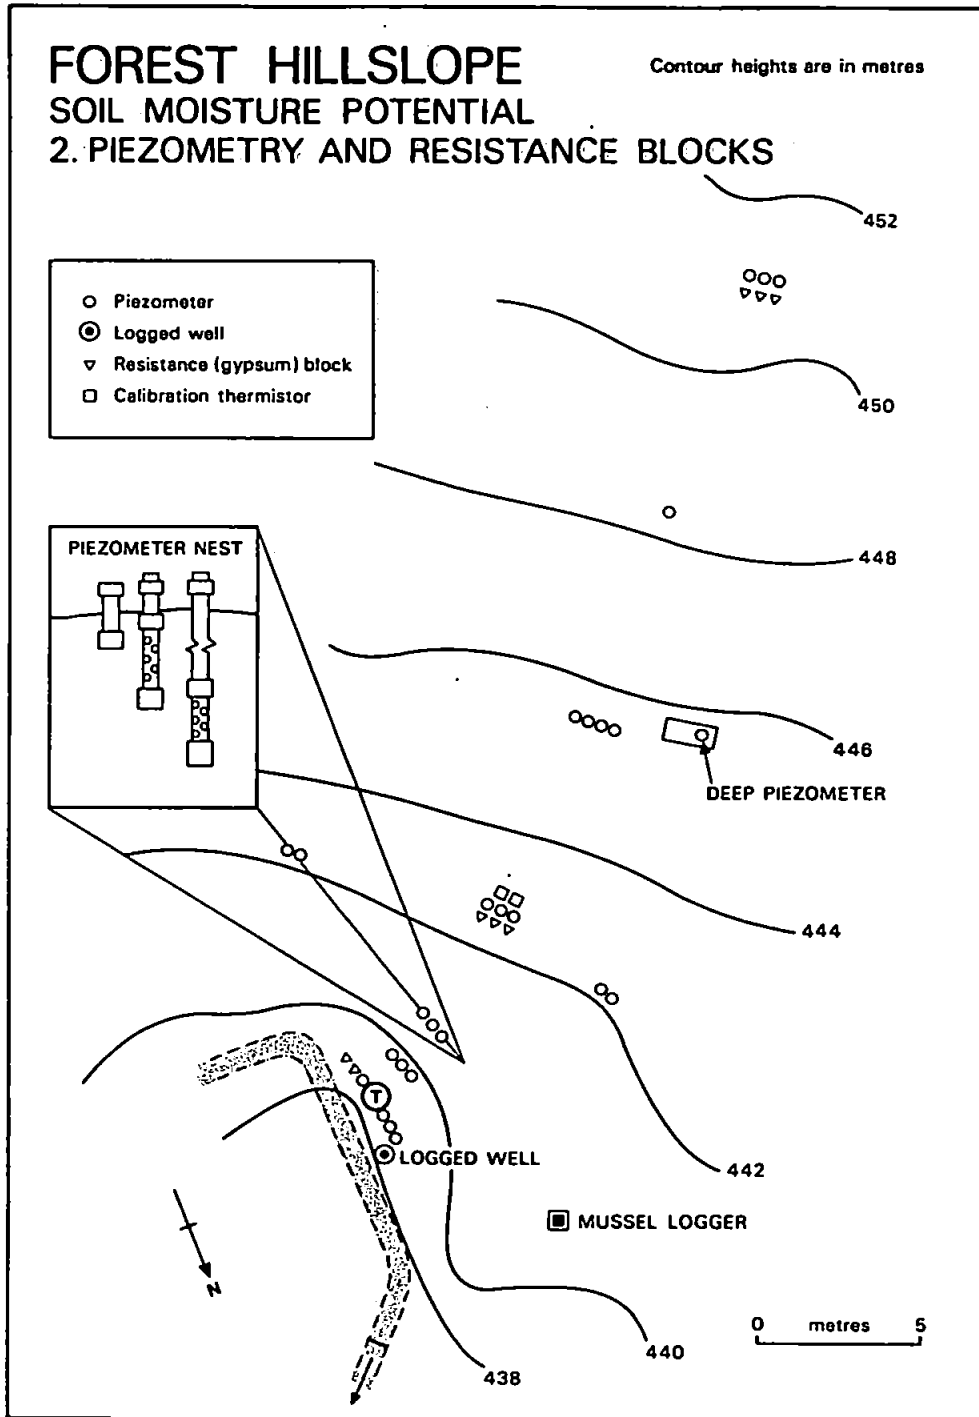 FOREST HILLSLOPE
SOIL MOISTURE POTENTIAL
2. PIEZOMETRY AND RESISTANCE BLOCKS
Contour heights are in metres
452
Piezometer
Logged well
Resistance (gypsum) block
Calibration thermistor
450
448
PIEZOMETER NEST
446
DEEP PIEZOMETER
444
T
LOGGED WELL
442
MUSSEL LOGGER
N
0 metres 5
440
438